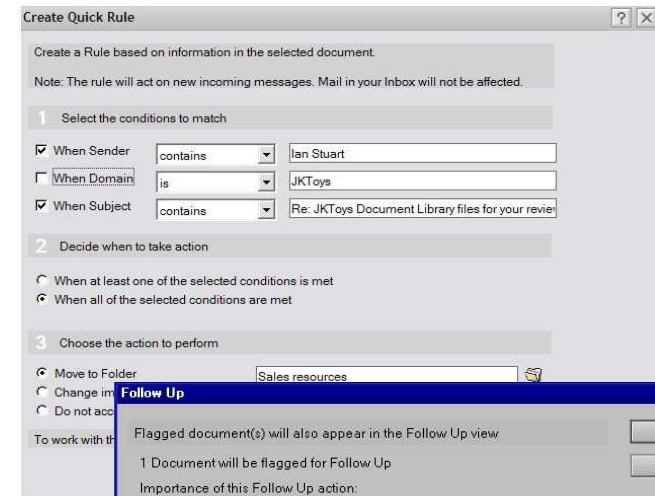 Create Quick Rule
Create a Rule based on information in the selected document.
Note: The rule will act on new incoming messages. Mail in your Inbox will not be affected.
1 Select the conditions to match
When Sender contains Ian Stuart
When Domain is JKToys
When Subject contains Re: JKToys Document Library files for your
2 Decide when to take action
When at least one of the selected conditions is met
When all of the selected conditions are met
3 Choose the action to perform
Move to Folder Sales resources
Change
Do not
To work with
Follow Up
Flagged document(s) will also appear in the Follow Up view
1 Document will be flagged for Follow Up
Importance of this Follow Up action: